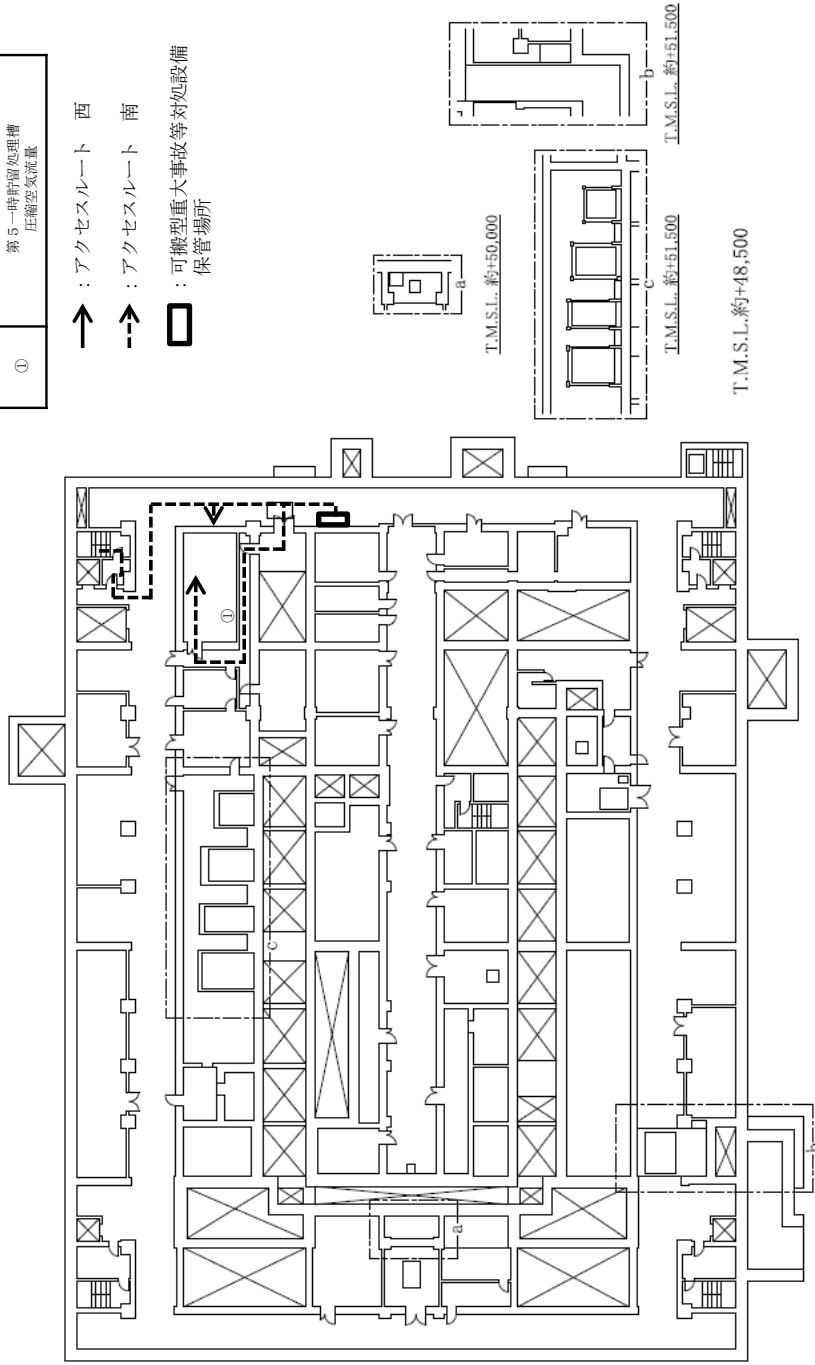 ①
第５一時貯留処理槽
圧縮空気流量
：アクセスルート　西
：アクセスルート　南
：可搬型重大事故等対処設備
保管場所
①
c
a
b
a
T.M.S.L. 約+50,000
b
T.M.S.L. 約+51,500
c
T.M.S.L. 約+51,500
T.M.S.L.約+48,500